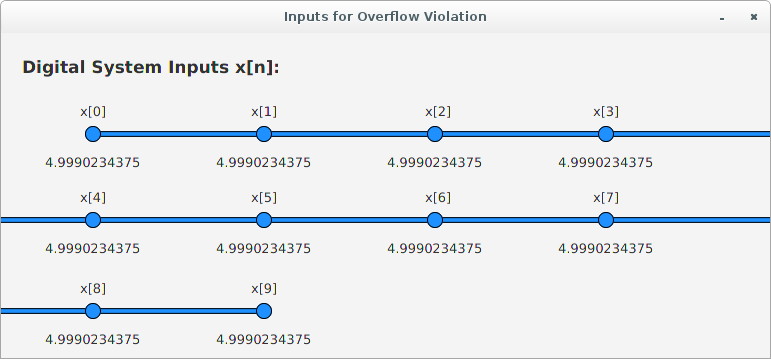 Inputs for Overflow Violation
Digital System Inputs x[n]:
x[0] x[1] x[2] x[3]
4.9990234375 4.9990234375 4.9990234375 4.9990234375
x[4] x[5] x[6] x[7]
4.9990234375 4.9990234375 4.9990234375 4.9990234375
x[8] x[9]
4.9990234375 4.9990234375